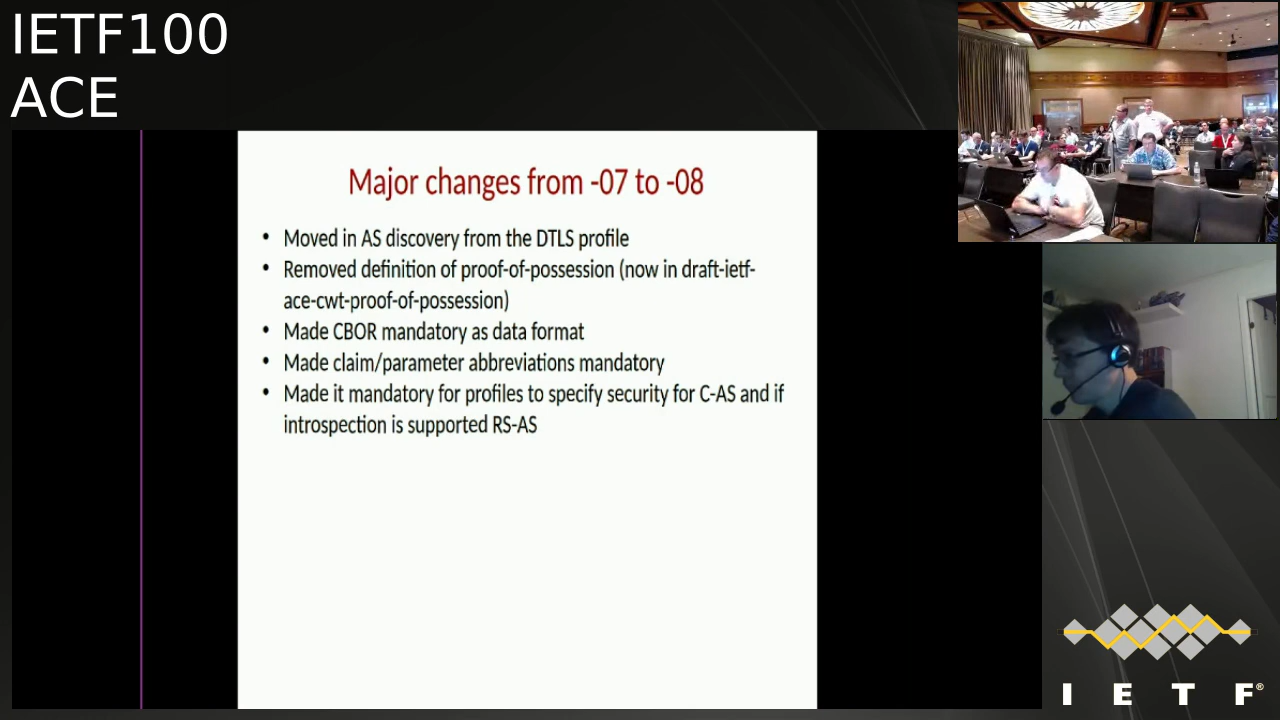 IETF100
ACE
Major changes from -07 to -08
• Moved in AS discovery from the DTLS profile
• Removed definition of proof-of-possession (now in draft-ietf-
ace-cwt-proof-of-possession)
• Made CBOR mandatory as data format
• Made claim/parameter abbreviations mandatory
• Made it mandatory for profiles to specify security for C-AS and if
introspection is supported RS-AS
I E T F®